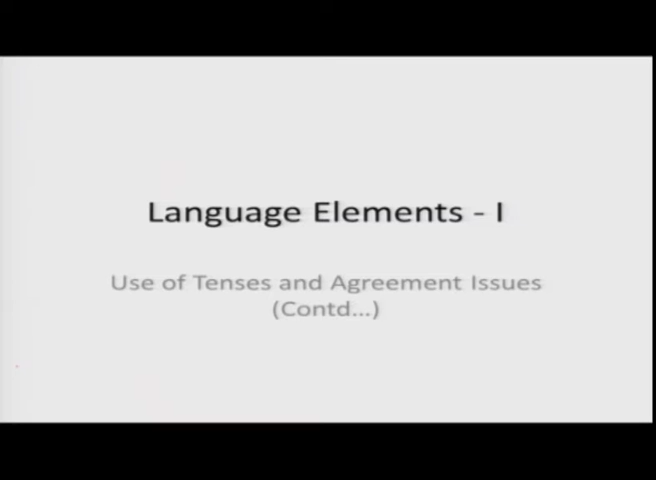 Language Elements - I
Use of Tenses and Agreement Issues
(Contd...)